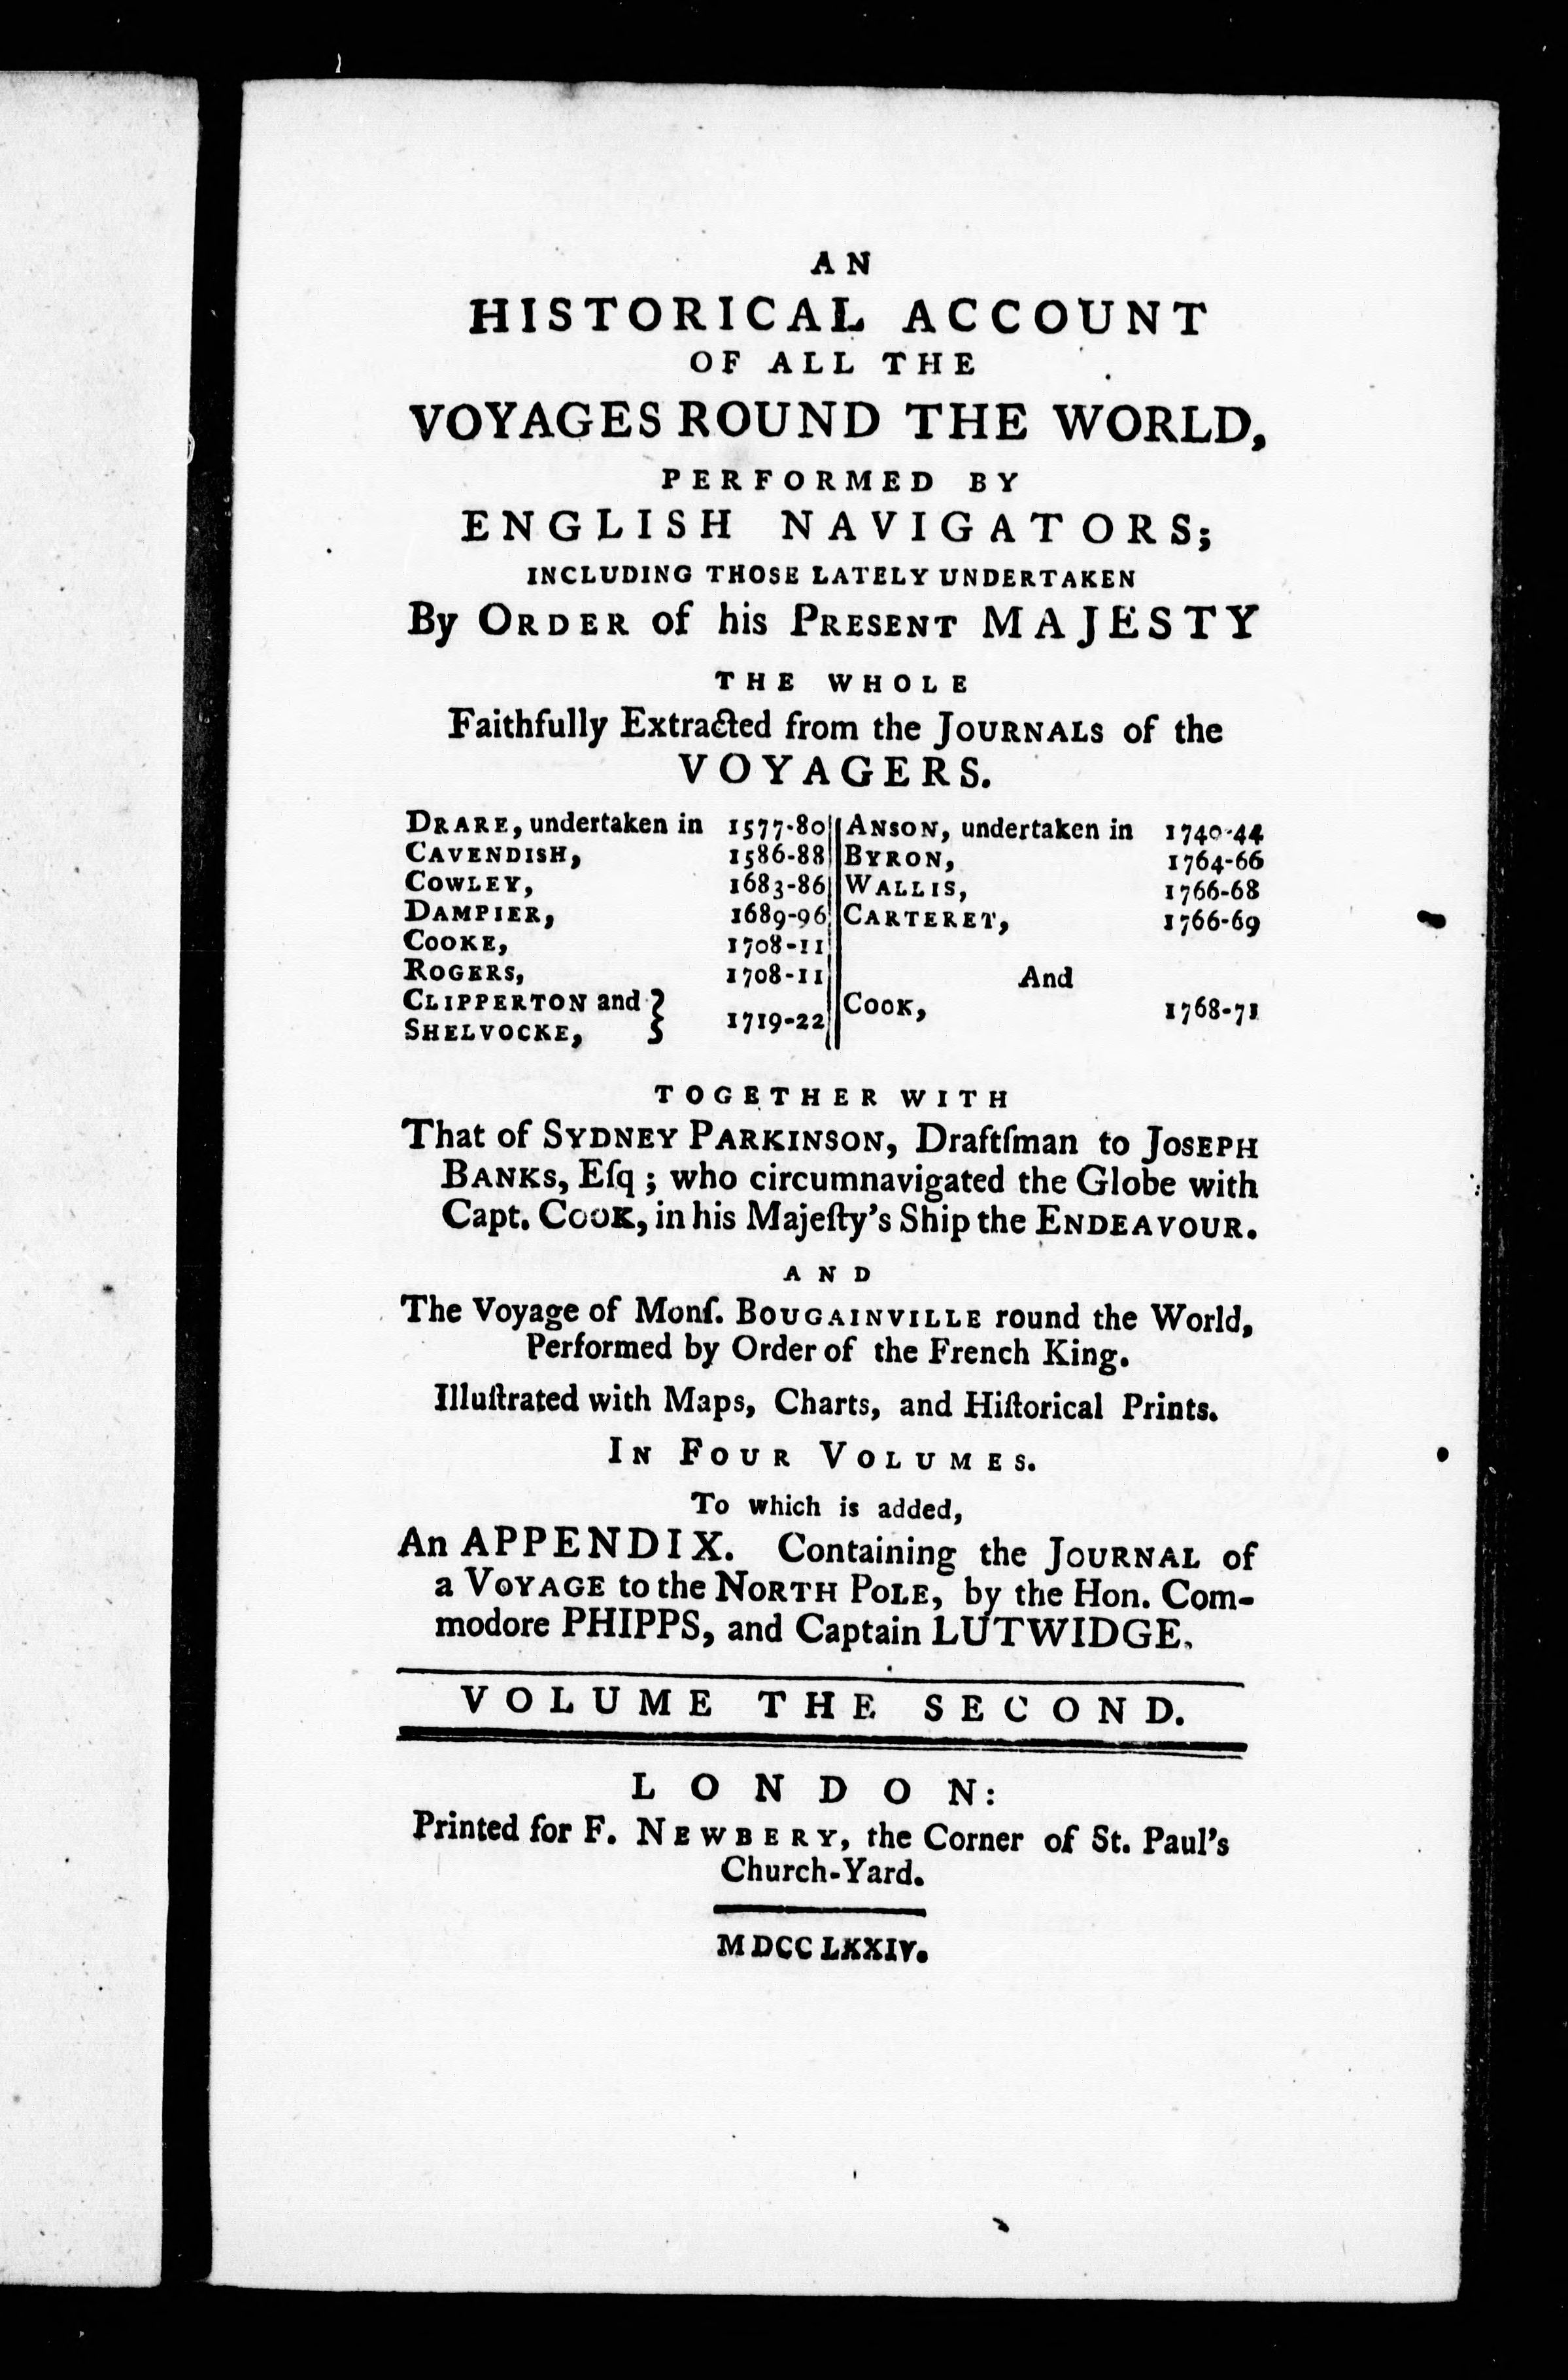 AN
HISTORICAL ACCOUNT
OF ALL THE
VOYAGES ROUND THE WORLD,
PERFORMED BY
ENGLISH NAVIGATORS;
INCLUDING THOSE LATELY UNDERTAKEN
By ORDER of his PRESENT MAJESTY
THE WHOLE
Faithfully Extracted from the JOURNALS of the
VOYAGERS.
DRARE, undertaken in 1577-80
CAVENDISH, 1586-88
COWLEY, 1683-86
DAMPIER, 1689-96
COOKE, 1708-11
ROGERS, 1708-11
CLIPPERTON and
SHELVOCKE, } 1719-22
ANSON, undertaken in 1740-44
BYRON, 1764-66
WALLIS, 1766-68
CARTERET, 1766-69
And
COOK, 1768-71
TOGETHER WITH
That of SYDNEY PARKINSON, Draftſman to JOSEPH
BANKS, Eſq; who circumnavigated the Globe with
Capt. COOK, in his Majeſty's Ship the ENDEAVOUR.
AND
The Voyage of Monſ. BOUGAINVILLE round the World,
Performed by Order of the French King.
Illuſtrated with Maps, Charts, and Hiſtorical Prints.
IN FOUR VOLUMES.
To which is added,
An APPENDIX. Containing the JOURNAL of
a VOYAGE to the NORTH POLE, by the Hon. Com-
modore PHIPPS, and Captain LUTWIDGE.
VOLUME THE SECOND.
LONDON:
Printed for F. NEWBERY, the Corner of St. Paul's
Church-Yard.
MDCCLXXIV.